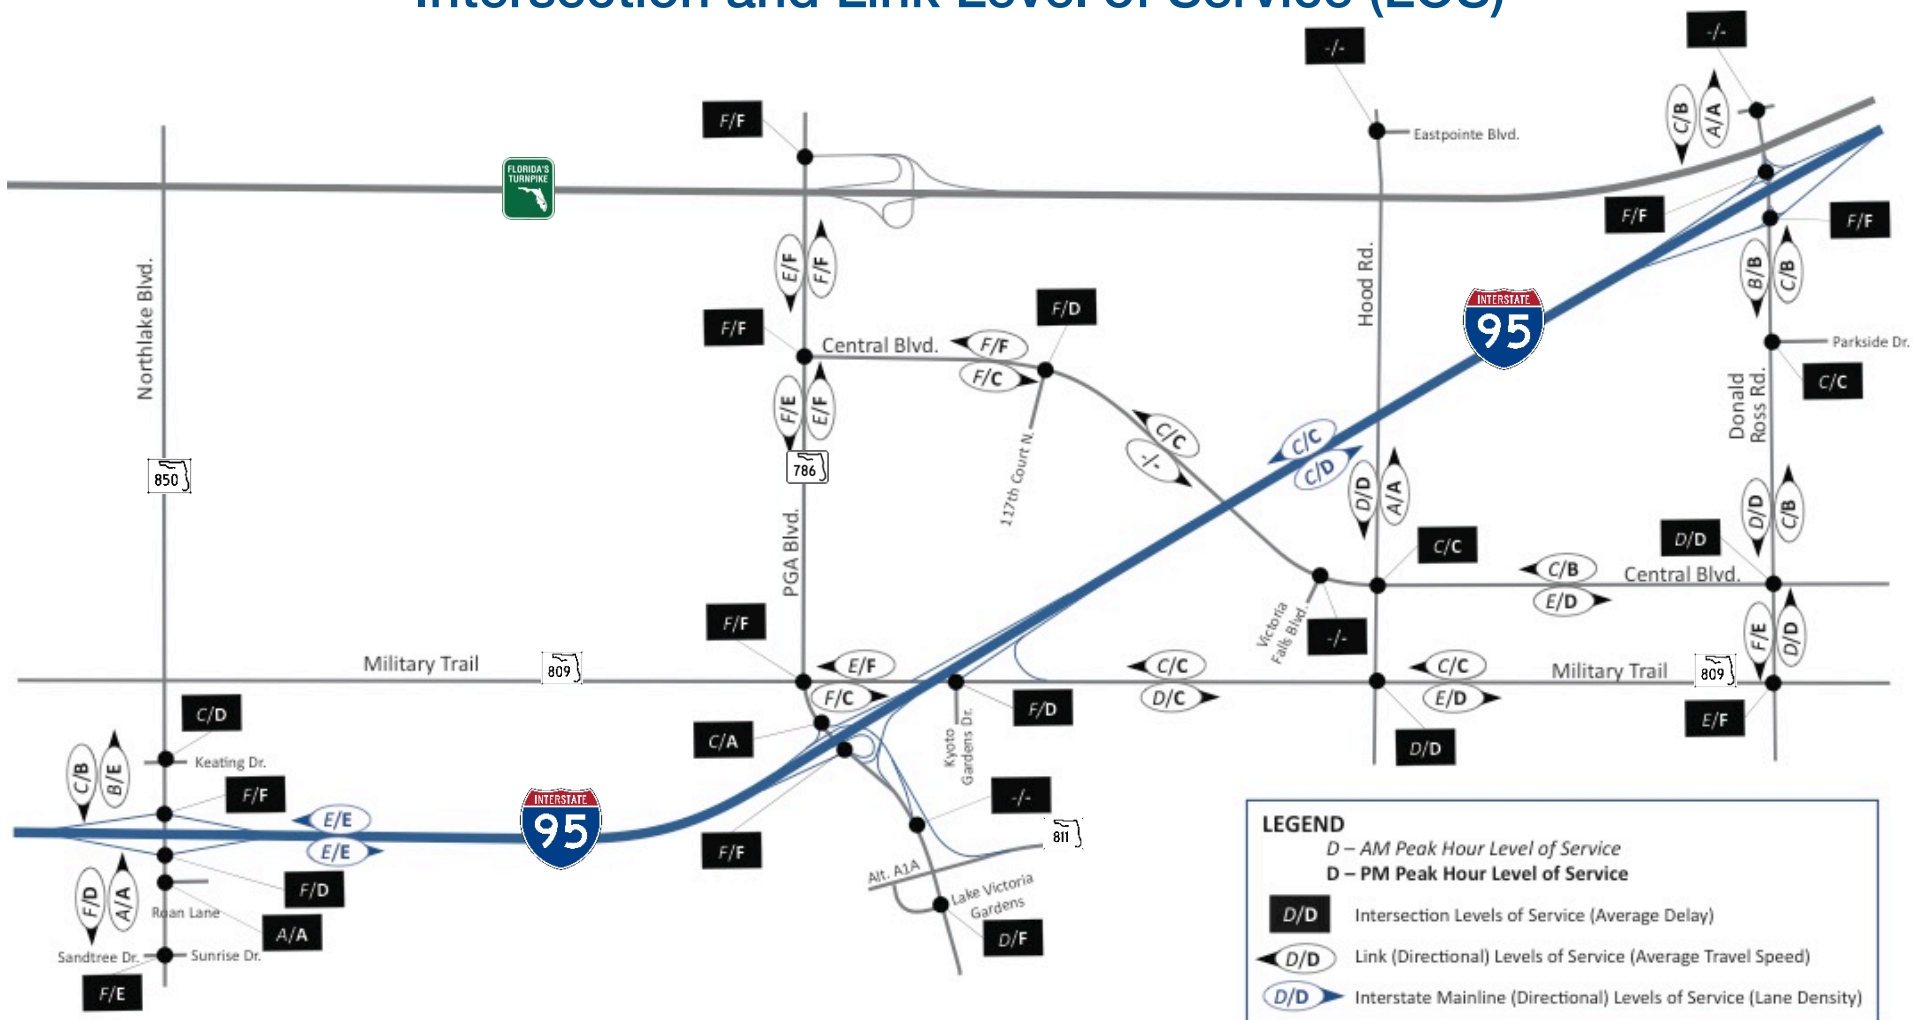 Intersection and Link Level of Service (LOS)
-/-
-/-
F/F
C/B
A/A
Eastpointe Blvd.
FLORIDA'S
TURNPIKE
F/F
F/F
Northlake Blvd.
E/F
F/F
Hood Rd.
B/B
C/B
F/D
INTERSTATE
95
F/F
Central Blvd.
F/F
F/C
Parkside Dr.
C/C
F/E
E/F
Donald
Ross Rd.
C/C
-/-
C/C
C/D
850
786
117th Court N.
D/D
A/A
D/D
C/B
PGA Blvd.
C/C
D/D
C/B
Central Blvd.
E/D
F/F
Victoria
Falls Blvd.
-/-
F/E
D/D
Military Trail
809
E/F
F/C
C/C
D/C
C/C
E/D
Military Trail
809
C/D
C/A
Kyoto
Gardens Dr.
F/D
D/D
E/F
C/B
B/E
Keating Dr.
F/F
E/E
E/E
INTERSTATE
95
F/F
-/-
811
F/D
A/A
F/D
Roan Lane
A/A
Alt. A1A
Lake Victoria
Gardens
D/F
Sandtree Dr.
Sunrise Dr.
F/E
LEGEND
D – AM Peak Hour Level of Service
D – PM Peak Hour Level of Service
D/D Intersection Levels of Service (Average Delay)
D/D Link (Directional) Levels of Service (Average Travel Speed)
D/D Interstate Mainline (Directional) Levels of Service (Lane Density)